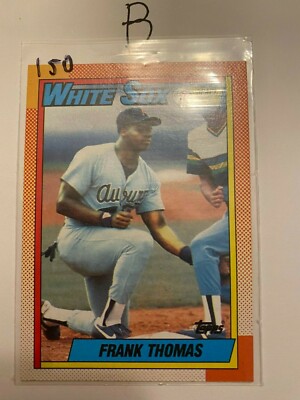 B
150
WHITE SOX
Auburn
topps
FRANK THOMAS